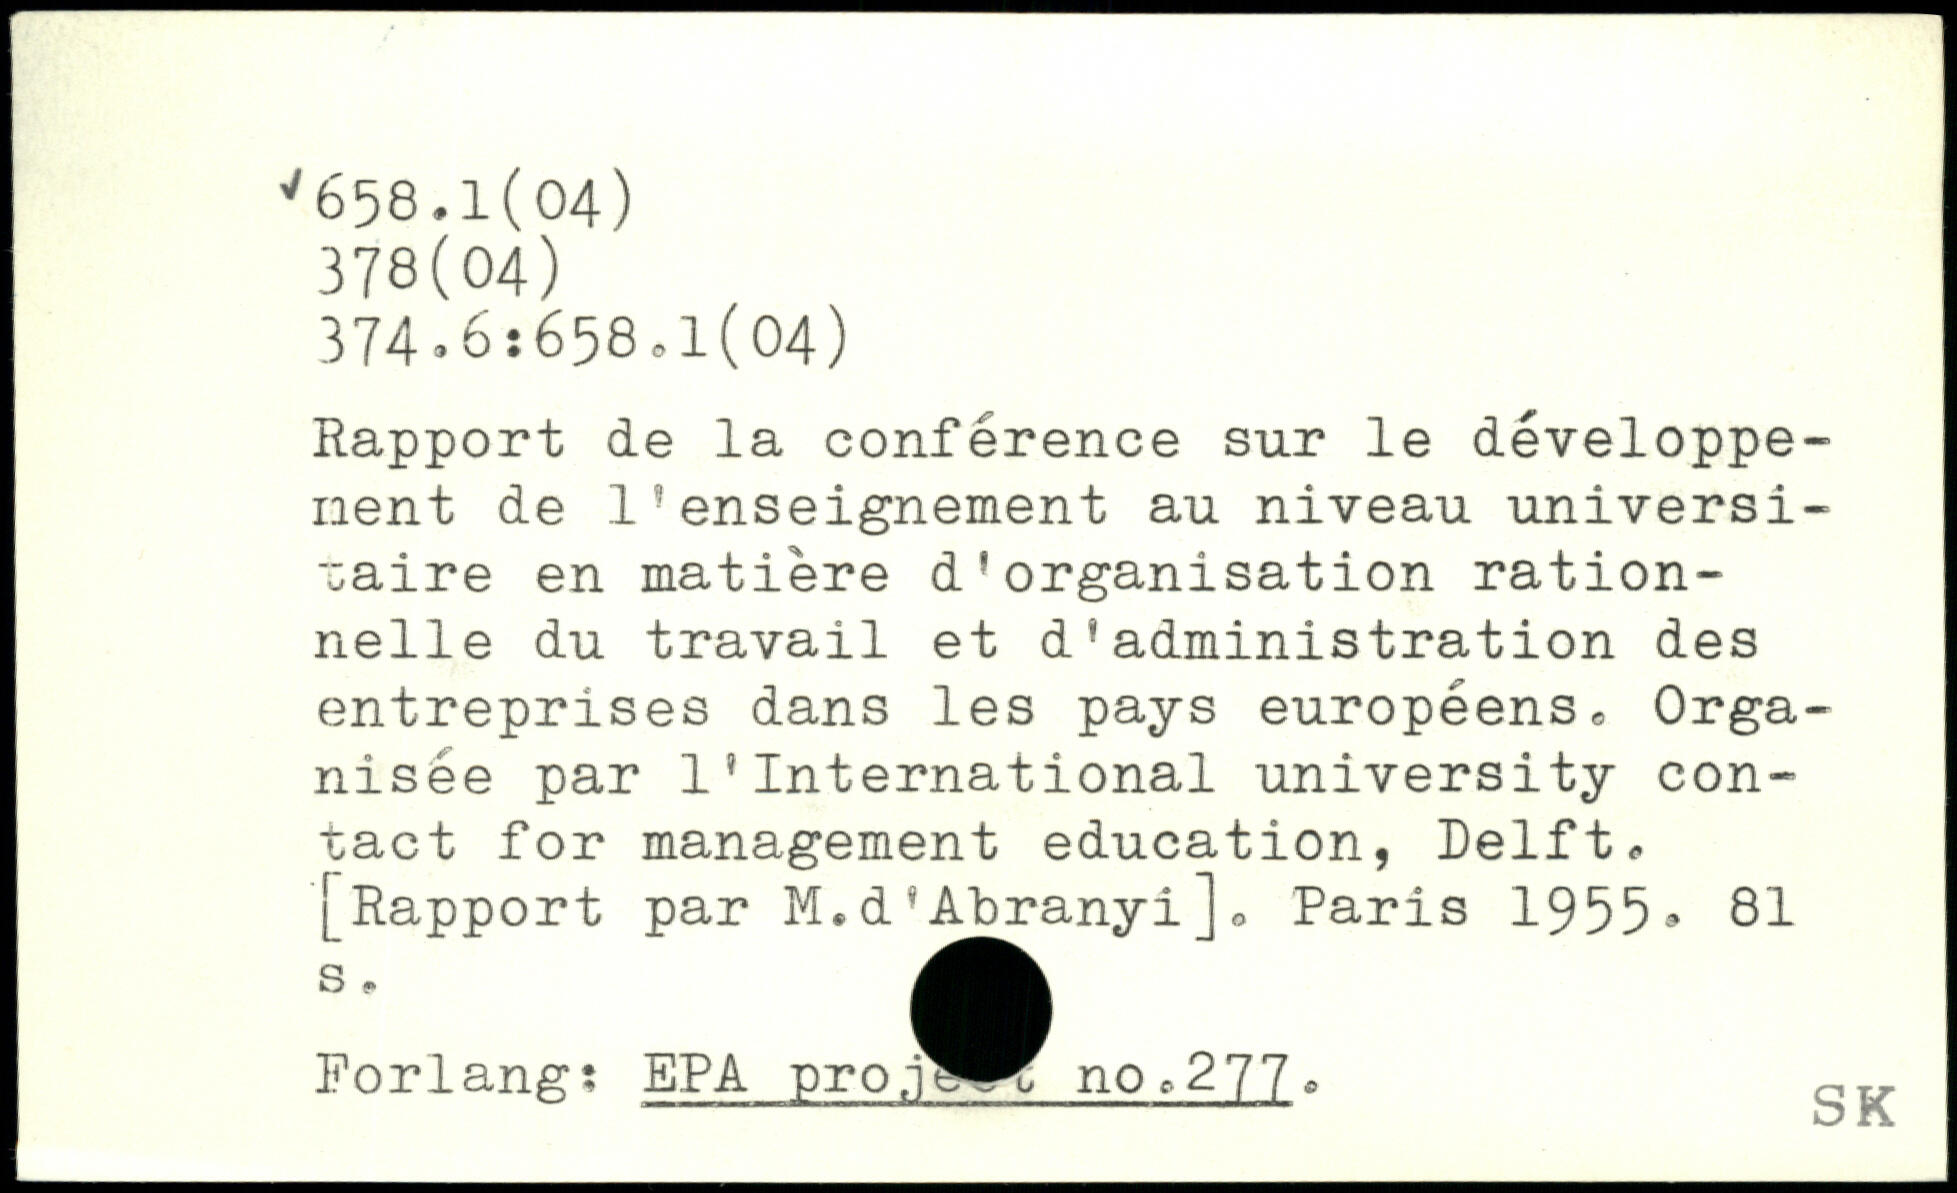 ✓658.1(04)
378(04)
374.6:658.1(04)
Rapport de la conférence sur le développe-
ment de l'enseignement au niveau universi-
taire en matière d'organisation ration-
nelle du travail et d'administration des
entreprises dans les pays européens. Orga-
nisée par l'International university con-
tact for management education, Delft.
[Rapport par M.d'Abranyi]. Paris 1955. 81
s.
Forlang: EPA project no.277.
SK